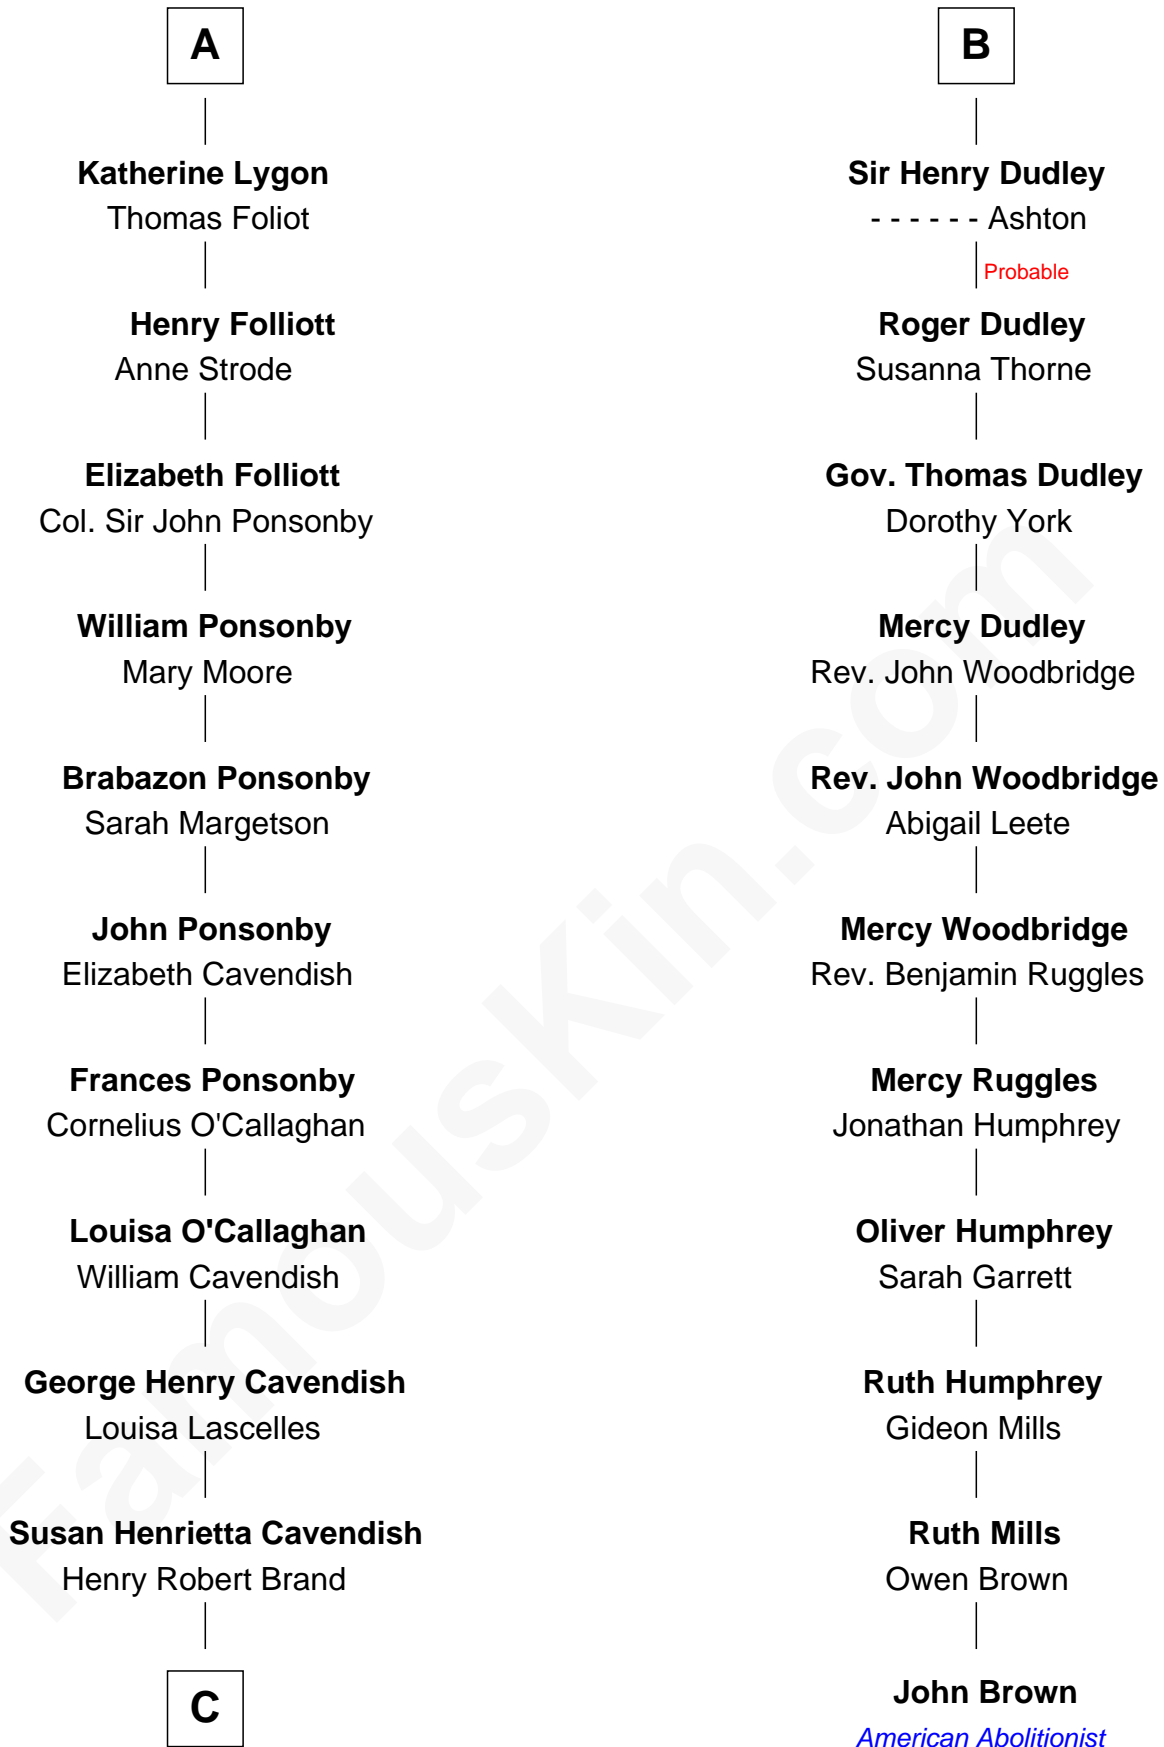 A
Katherine Lygon
Thomas Foliot
Henry Folliott
Anne Strode
Elizabeth Folliott
Col. Sir John Ponsonby
William Ponsonby
Mary Moore
Brabazon Ponsonby
Sarah Margetson
John Ponsonby
Elizabeth Cavendish
Frances Ponsonby
Cornelius O'Callaghan
Louisa O'Callaghan
William Cavendish
George Henry Cavendish
Louisa Lascelles
Susan Henrietta Cavendish
Henry Robert Brand
C
B
Sir Henry Dudley
- - - - - - Ashton
Probable
Roger Dudley
Susanna Thorne
Gov. Thomas Dudley
Dorothy York
Mercy Dudley
Rev. John Woodbridge
Rev. John Woodbridge
Abigail Leete
Mercy Woodbridge
Rev. Benjamin Ruggles
Mercy Ruggles
Jonathan Humphrey
Oliver Humphrey
Sarah Garrett
Ruth Humphrey
Gideon Mills
Ruth Mills
Owen Brown
John Brown
American Abolitionist
FamousKin.com